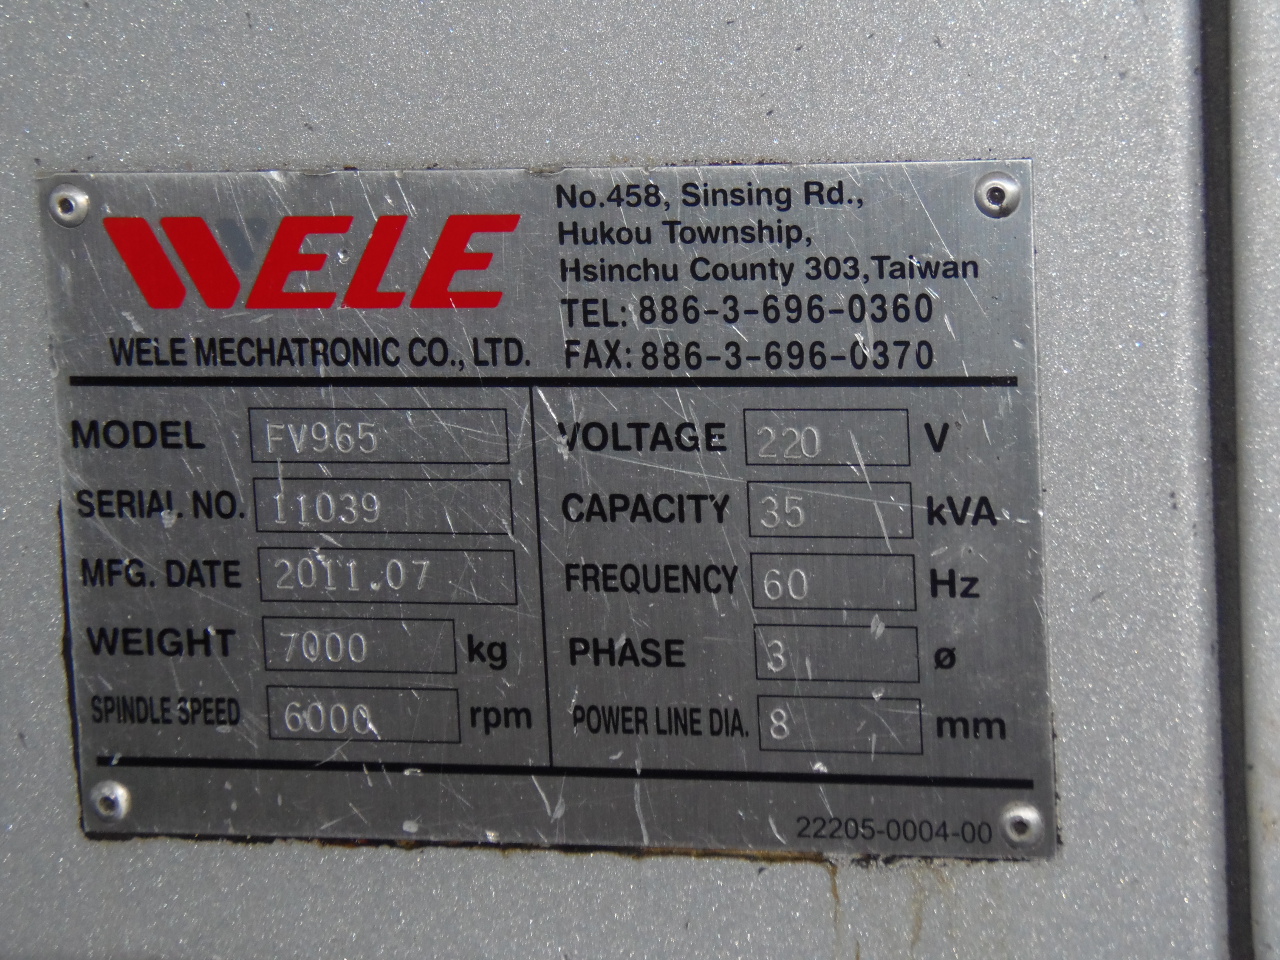 WELE
WELE MECHATRONIC CO., LTD.
No.458, Sinsing Rd.,
Hukou Township,
Hsinchu County 303,Taiwan
TEL: 886-3-696-0360
FAX: 886-3-696-0370
MODEL FV965
SERIAL NO. 11039
MFG. DATE 2011.07
WEIGHT 7000 kg
SPINDLE SPEED 6000 rpm
VOLTAGE 220 V
CAPACITY 35 kVA
FREQUENCY 60 Hz
PHASE 3 ø
POWER LINE DIA. 8 mm
22205-0004-00